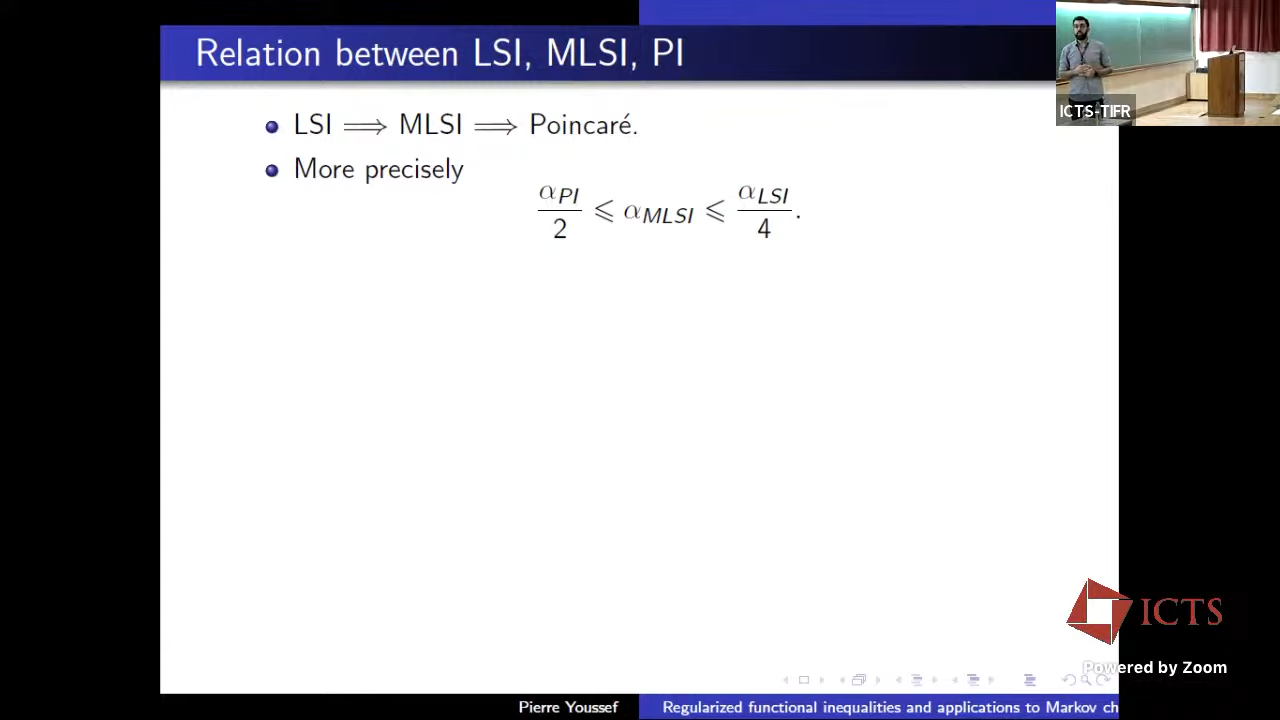 Relation between LSI, MLSI, PI
ICTS-TIFR
LSI ⟹ MLSI ⟹ Poincaré.
More precisely
α_PI/2 ⩽ α_MLSI ⩽ α_LSI/4.
ICTS
Powered by Zoom
Pierre Youssef
Regularized functional inequalities and applications to Markov ch